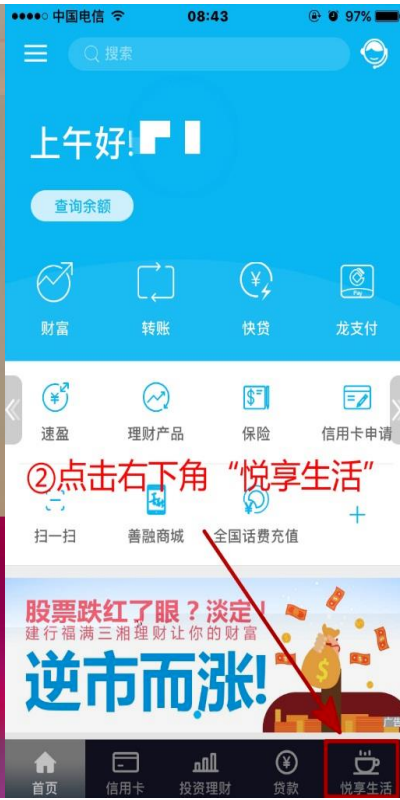 中国电信 08:43 97%
搜索
上午好!
查询余额
财富 转账 快贷 龙支付
Pay
速盈 理财产品 保险 信用卡申请
②点击右下角“悦享生活”
扫一扫 善融商城 全国话费充值
股票跌红了眼？淡定！
建行福满三湘理财让你的财富
逆市而涨!
广告
首页 信用卡 投资理财 贷款 悦享生活